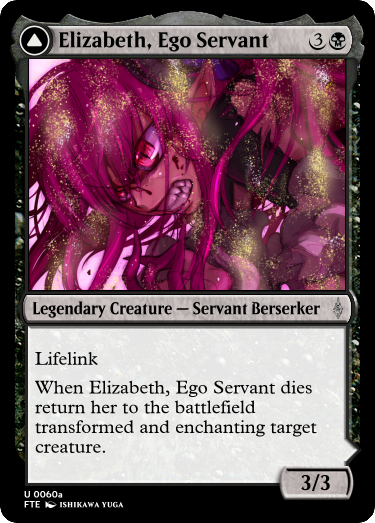 Elizabeth, Ego Servant 3
Legendary Creature — Servant Berserker
Lifelink
When Elizabeth, Ego Servant dies
return her to the battlefield
transformed and enchanting target
creature.
3/3
U 0060a
FTE ISHIKAWA YUGA